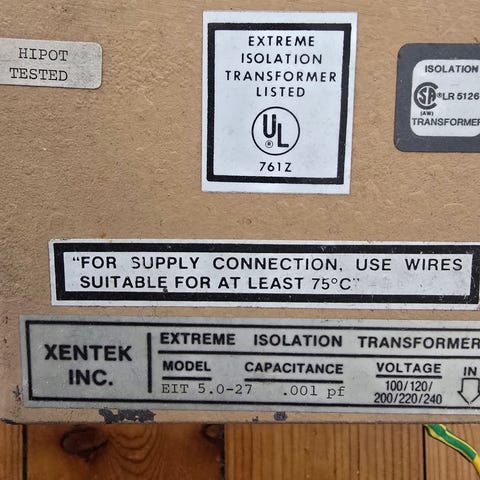 HIPOT
TESTED
EXTREME
ISOLATION
TRANSFORMER
LISTED
UL
®
761Z
ISOLATION
SA ® LR 5126
(AW)
TRANSFORMER
"FOR SUPPLY CONNECTION, USE WIRES
SUITABLE FOR AT LEAST 75°C"
XENTEK
INC.
EXTREME ISOLATION TRANSFORMER
MODEL CAPACITANCE VOLTAGE IN
EIT 5.0-27 .001 pf 100/120/
200/220/240